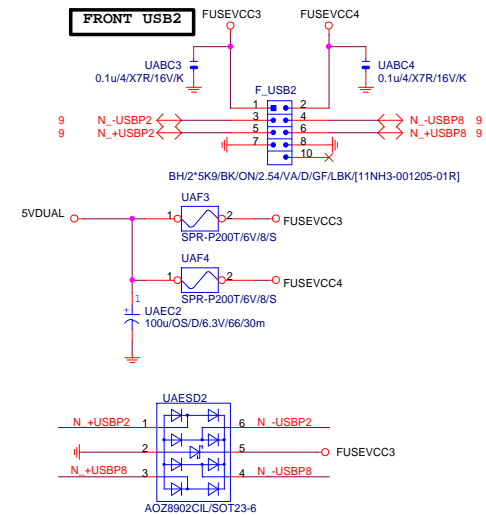 FRONT USB2
FUSEVCC3 FUSEVCC4
UABC3
0.1u/4/X7R/16V/K
UABC4
0.1u/4/X7R/16V/K
F_USB2
1 2
9 N_-USBP2 3 4 N_-USBP8 9
9 N_+USBP2 5 6 N_+USBP8 9
7 8
10
BH/2*5K9/BK/ON/2.54/VA/D/GF/LBK/[11NH3-001205-01R]
UAF3
5VDUAL 1 2 FUSEVCC3
SPR-P200T/6V/8/S
UAF4
1 2 FUSEVCC4
SPR-P200T/6V/8/S
1
+ UAEC2
100u/OS/D/6.3V/66/30m
UAESD2
N_+USBP2 1 6 N_-USBP2
2 5 FUSEVCC3
N_+USBP8 3 4 N_-USBP8
AOZ8902CIL/SOT23-6